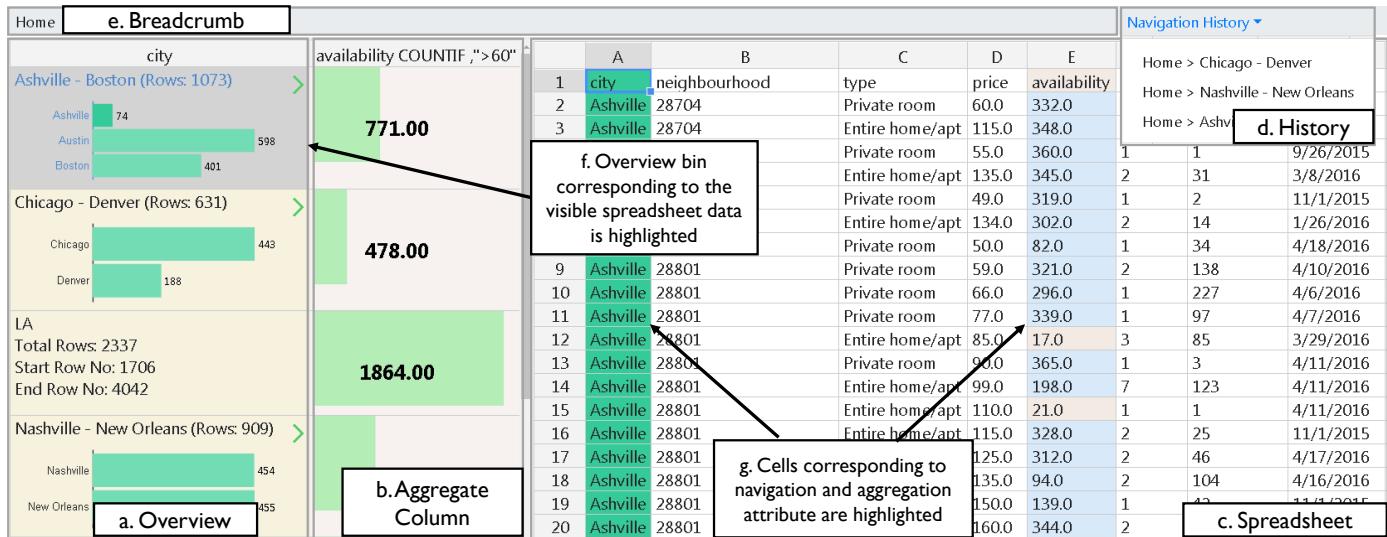 Home
e. Breadcrumb
Navigation History
Home > Chicago - Denver
Home > Nashville - New Orleans
Home > Ashvi
d. History
city
Ashville - Boston (Rows: 1073)
Ashville 74
Austin 598
Boston 401
Chicago - Denver (Rows: 631)
Chicago 443
Denver 188
LA
Total Rows: 2337
Start Row No: 1706
End Row No: 4042
Nashville - New Orleans (Rows: 909)
Nashville 454
New Orleans 455
a. Overview
availability COUNTIF ,">60"
771.00
478.00
1864.00
b. Aggregate
Column
A B C D E
1 city neighbourhood type price availability
2 Ashville 28704 Private room 60.0 332.0
3 Ashville 28704 Entire home/apt 115.0 348.0
Private room 55.0 360.0 1 1 9/26/2015
Entire home/apt 135.0 345.0 2 31 3/8/2016
Private room 49.0 319.0 1 2 11/1/2015
Entire home/apt 134.0 302.0 2 14 1/26/2016
Private room 50.0 82.0 1 34 4/18/2016
9 Ashville 28801 Private room 59.0 321.0 2 138 4/10/2016
10 Ashville 28801 Private room 66.0 296.0 1 227 4/6/2016
11 Ashville 28801 Private room 77.0 339.0 1 97 4/7/2016
12 Ashville 28801 Entire home/apt 85.0 17.0 3 85 3/29/2016
13 Ashville 28801 Private room 90.0 365.0 1 3 4/11/2016
14 Ashville 28801 Entire home/apt 99.0 198.0 7 123 4/11/2016
15 Ashville 28801 Entire home/apt 110.0 21.0 1 1 4/11/2016
16 Ashville 28801 Entire home/apt 115.0 328.0 2 25 11/1/2015
17 Ashville 28801 125.0 312.0 2 46 4/17/2016
18 Ashville 28801 135.0 94.0 2 104 4/16/2016
19 Ashville 28801 150.0 139.0 1
20 Ashville 28801 160.0 344.0 2
f. Overview bin
corresponding to the
visible spreadsheet data
is highlighted
g. Cells corresponding to
navigation and aggregation
attribute are highlighted
c. Spreadsheet